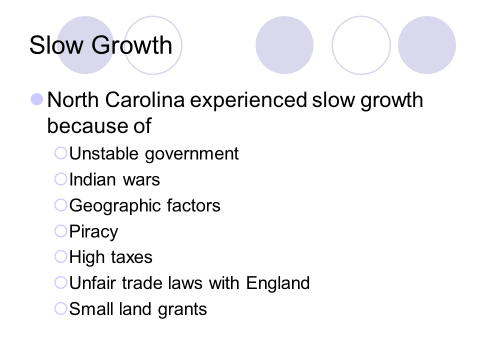 Slow Growth
North Carolina experienced slow growth
because of
Unstable government
Indian wars
Geographic factors
Piracy
High taxes
Unfair trade laws with England
Small land grants